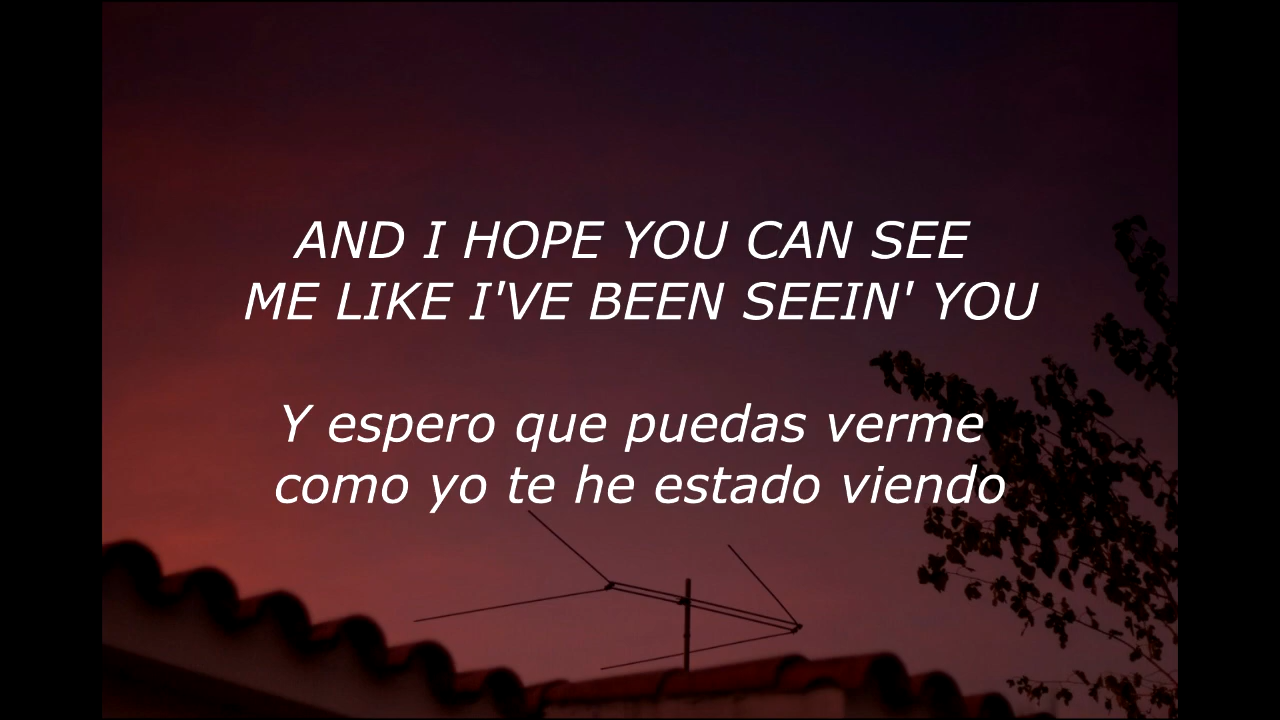 AND I HOPE YOU CAN SEE
ME LIKE I'VE BEEN SEEIN' YOU
Y espero que puedas verme
como yo te he estado viendo